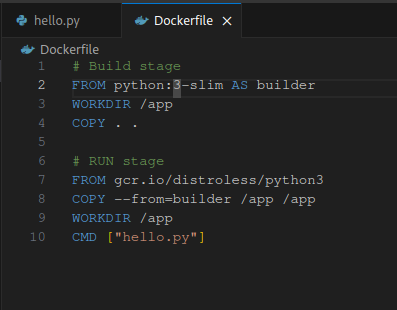 hello.py
Dockerfile
Dockerfile
1 # Build stage
2 FROM python:3-slim AS builder
3 WORKDIR /app
4 COPY . .
5
6 # RUN stage
7 FROM gcr.io/distroless/python3
8 COPY --from=builder /app /app
9 WORKDIR /app
10 CMD ["hello.py"]